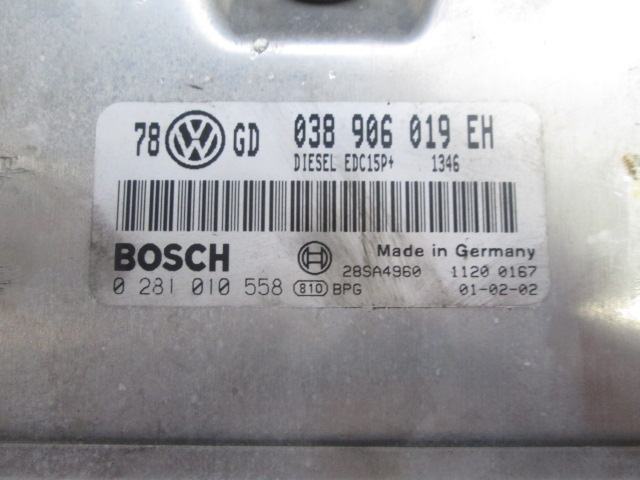 78 VW GD 038 906 019 EH
DIESEL EDC15P+ 1346
BOSCH Made in Germany
28SA4960 1120 0167
0 281 010 558 810 BPG 01-02-02